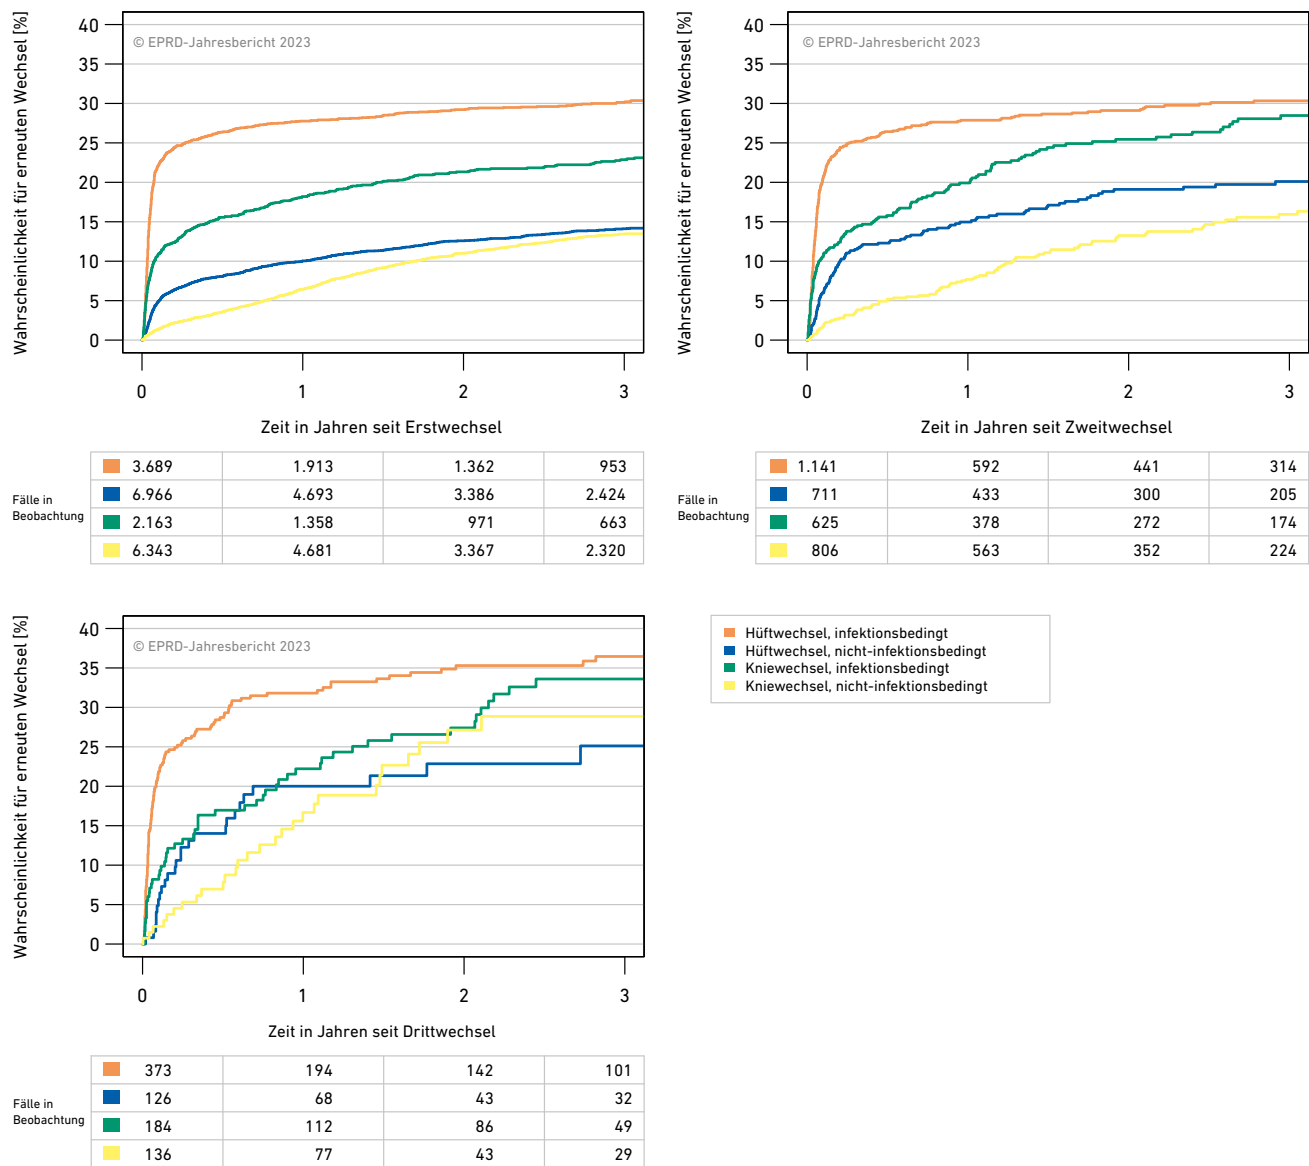 Wahrscheinlichkeit für erneuten Wechsel [%]
40
35
30
25
20
15
10
5
0
© EPRD-Jahresbericht 2023
0 1 2 3
Zeit in Jahren seit Erstwechsel
Fälle in
Beobachtung
3.689 1.913 1.362 953
6.966 4.693 3.386 2.424
2.163 1.358 971 663
6.343 4.681 3.367 2.320
Wahrscheinlichkeit für erneuten Wechsel [%]
40
35
30
25
20
15
10
5
0
© EPRD-Jahresbericht 2023
0 1 2 3
Zeit in Jahren seit Zweitwechsel
Fälle in
Beobachtung
1.141 592 441 314
711 433 300 205
625 378 272 174
806 563 352 224
Wahrscheinlichkeit für erneuten Wechsel [%]
40
35
30
25
20
15
10
5
0
© EPRD-Jahresbericht 2023
0 1 2 3
Zeit in Jahren seit Drittwechsel
Fälle in
Beobachtung
373 194 142 101
126 68 43 32
184 112 86 49
136 77 43 29
Hüftwechsel, infektionsbedingt
Hüftwechsel, nicht-infektionsbedingt
Kniewechsel, infektionsbedingt
Kniewechsel, nicht-infektionsbedingt